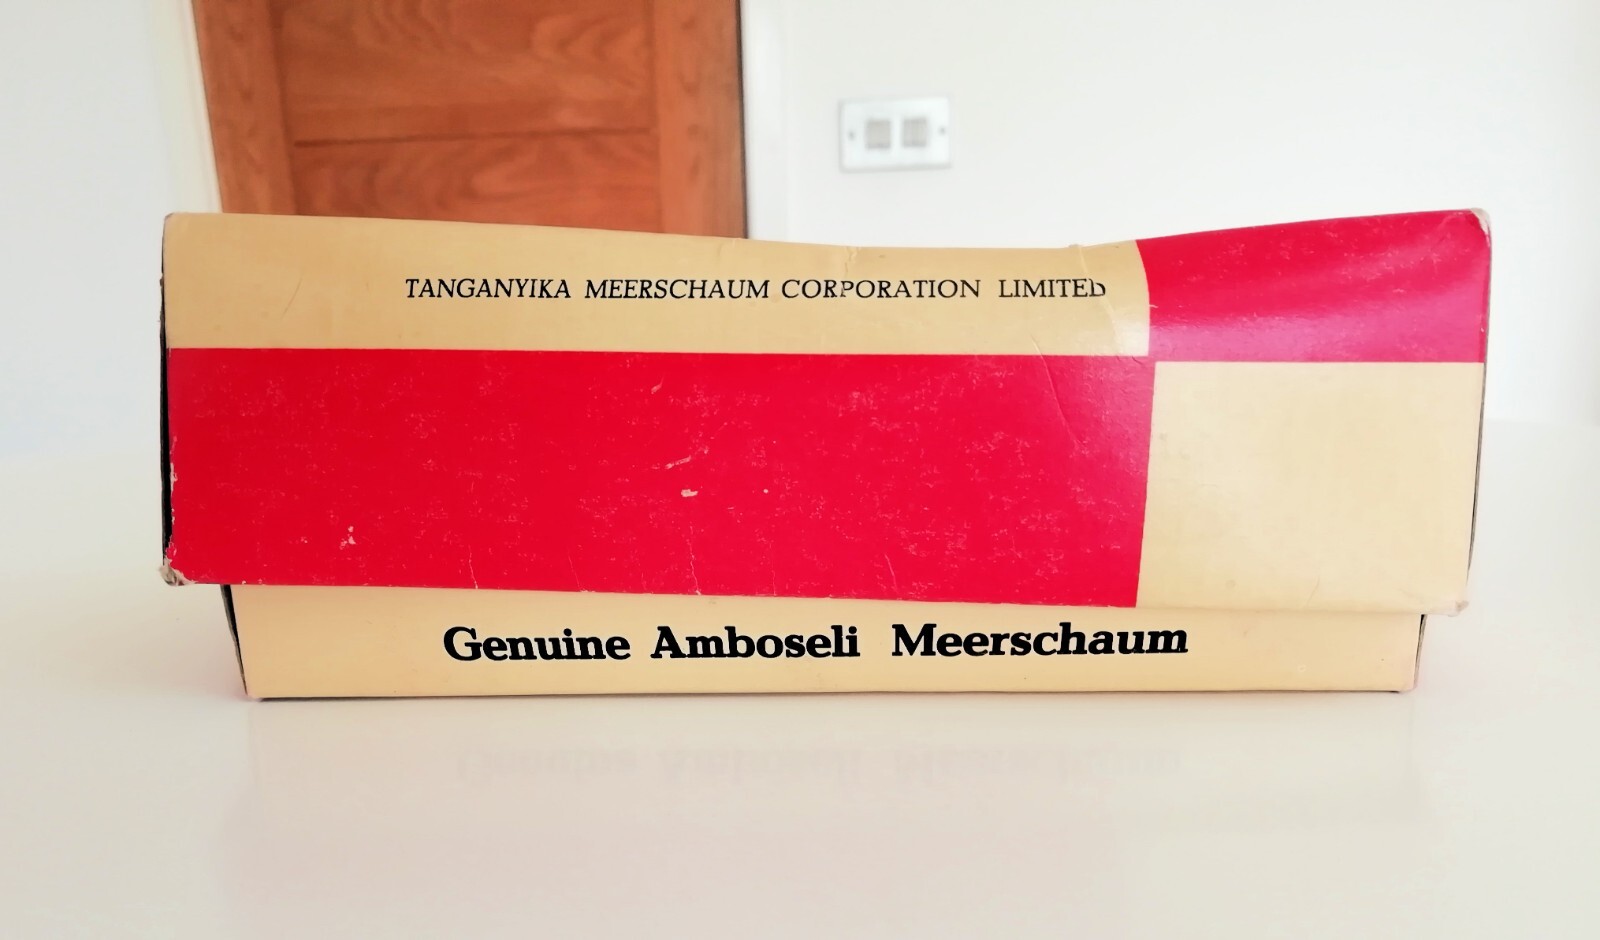 TANGANYIKA MEERSCHAUM CORPORATION LIMITED
Genuine Amboseli Meerschaum